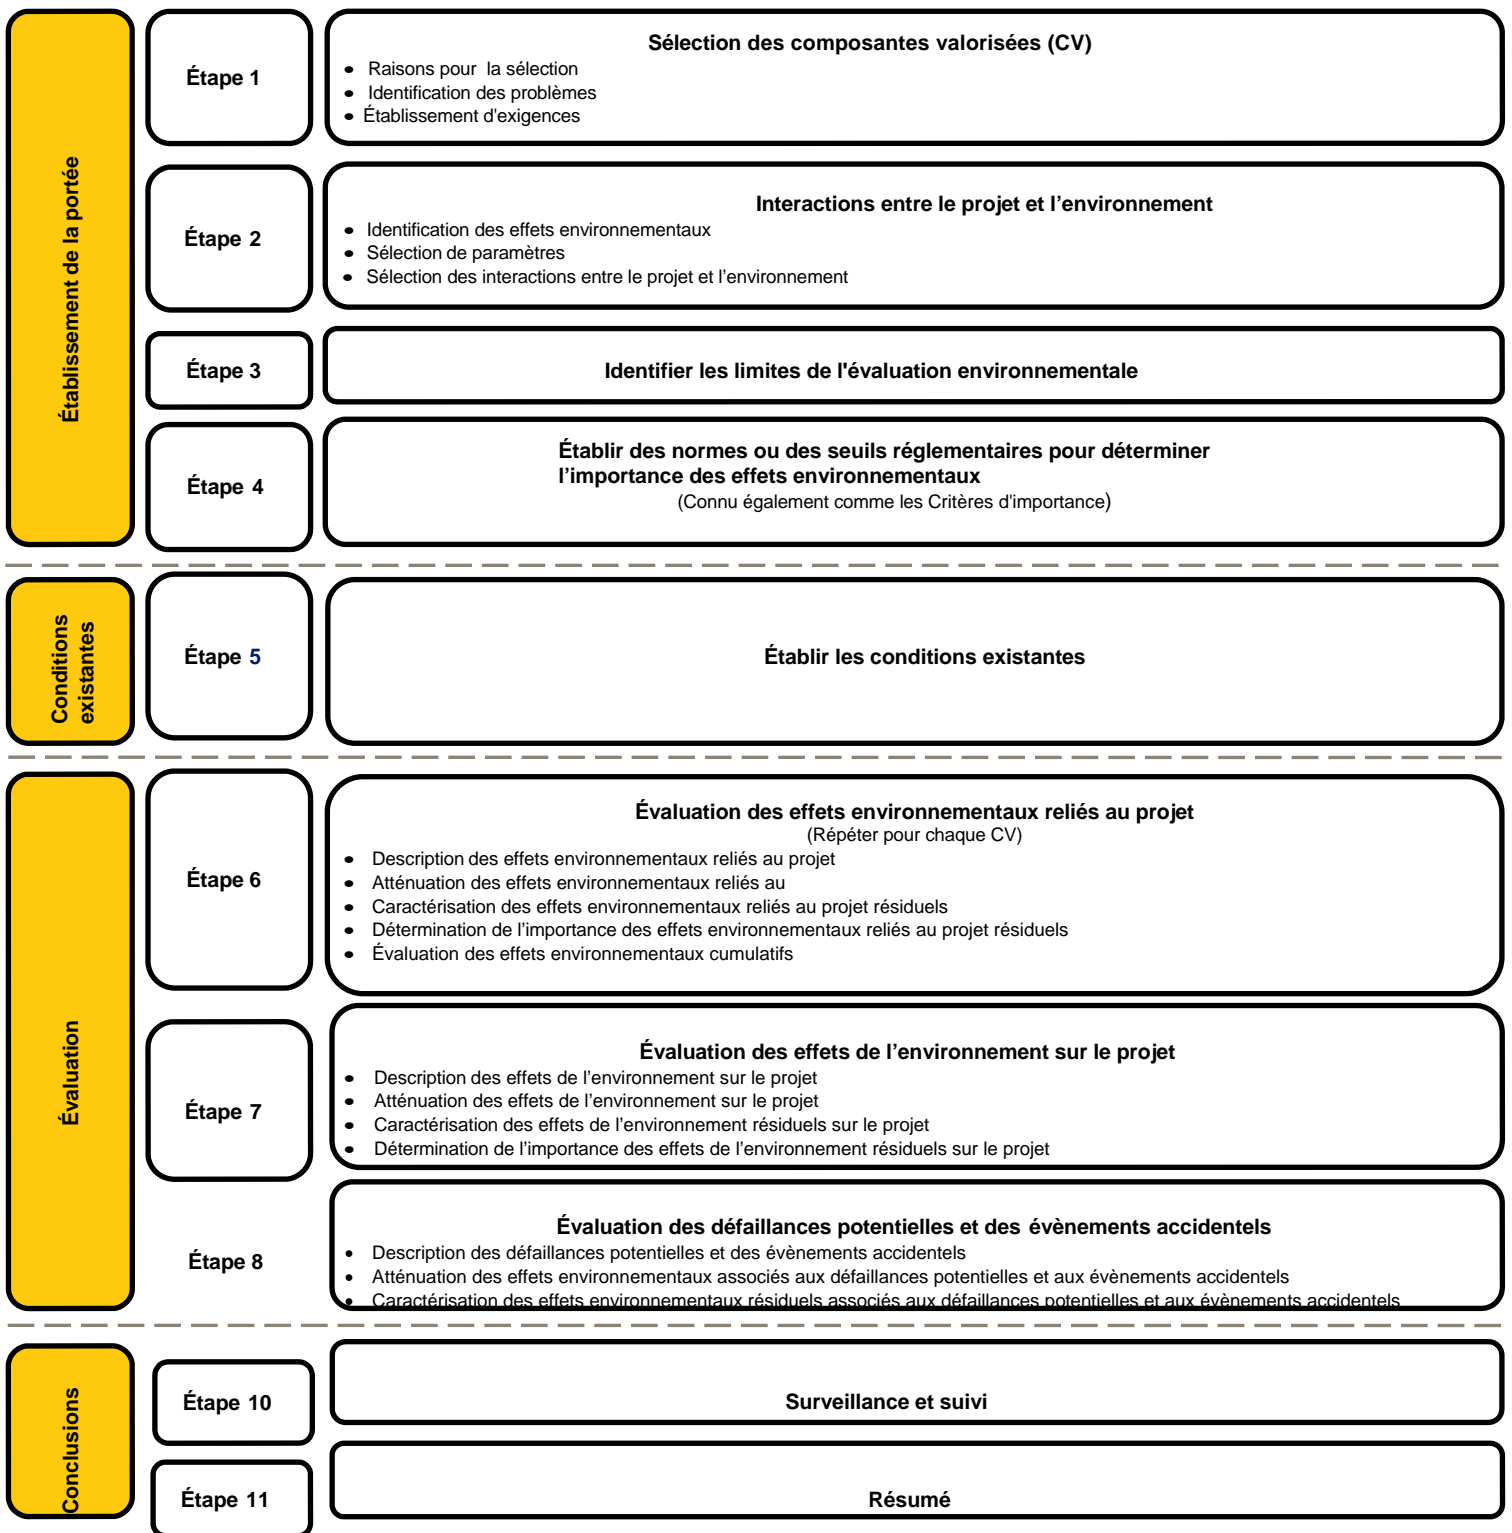 Établissement de la portée
Étape 1
Sélection des composantes valorisées (CV)
• Raisons pour la sélection
• Identification des problèmes
• Établissement d'exigences
Étape 2
Interactions entre le projet et l’environnement
• Identification des effets environnementaux
• Sélection de paramètres
• Sélection des interactions entre le projet et l’environnement
Étape 3
Identifier les limites de l'évaluation environnementale
Étape 4
Établir des normes ou des seuils réglementaires pour déterminer
l’importance des effets environnementaux
(Connu également comme les Critères d'importance)
Conditions
existantes
Étape 5
Établir les conditions existantes
Évaluation
Étape 6
Évaluation des effets environnementaux reliés au projet
(Répéter pour chaque CV)
• Description des effets environnementaux reliés au projet
• Atténuation des effets environnementaux reliés au
• Caractérisation des effets environnementaux reliés au projet résiduels
• Détermination de l’importance des effets environnementaux reliés au projet résiduels
• Évaluation des effets environnementaux cumulatifs
Étape 7
Évaluation des effets de l’environnement sur le projet
• Description des effets de l’environnement sur le projet
• Atténuation des effets de l’environnement sur le projet
• Caractérisation des effets de l’environnement résiduels sur le projet
• Détermination de l’importance des effets de l’environnement résiduels sur le projet
Étape 8
Évaluation des défaillances potentielles et des évènements accidentels
• Description des défaillances potentielles et des évènements accidentels
• Atténuation des effets environnementaux associés aux défaillances potentielles et aux évènements accidentels
• Caractérisation des effets environnementaux résiduels associés aux défaillances potentielles et aux évènements accidentels
Conclusions
Étape 10
Surveillance et suivi
Étape 11
Résumé